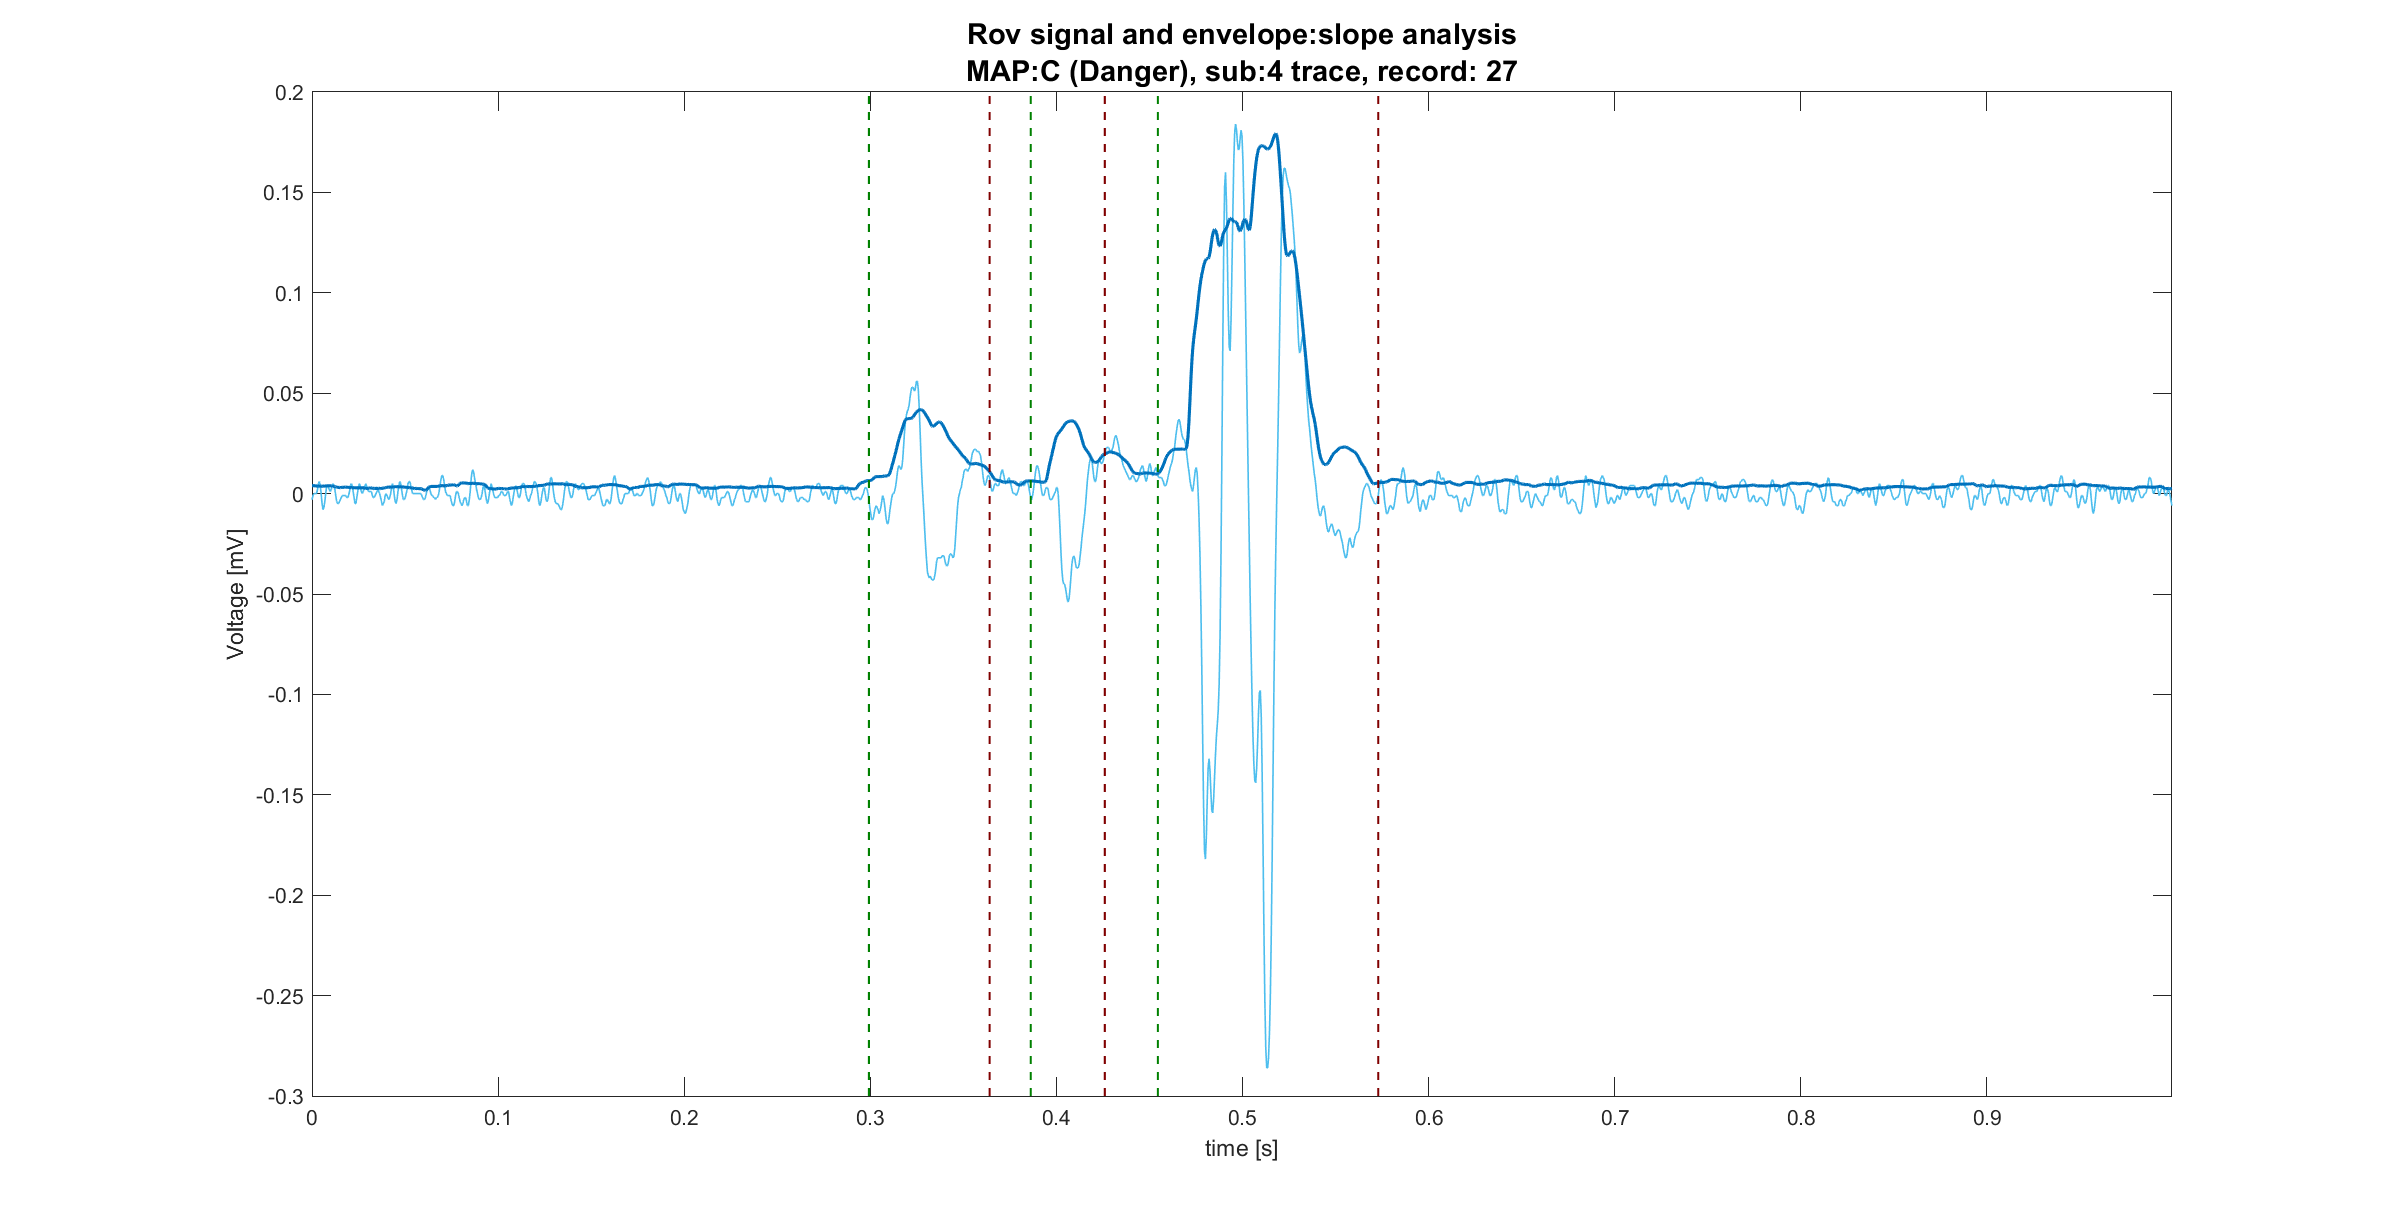 Rov signal and envelope:slope analysis
MAP:C (Danger), sub:4 trace, record: 27
0.2
0.15
0.1
0.05
0
-0.05
-0.1
-0.15
-0.2
-0.25
-0.3
Voltage [mV]
0 0.1 0.2 0.3 0.4 0.5 0.6 0.7 0.8 0.9
time [s]